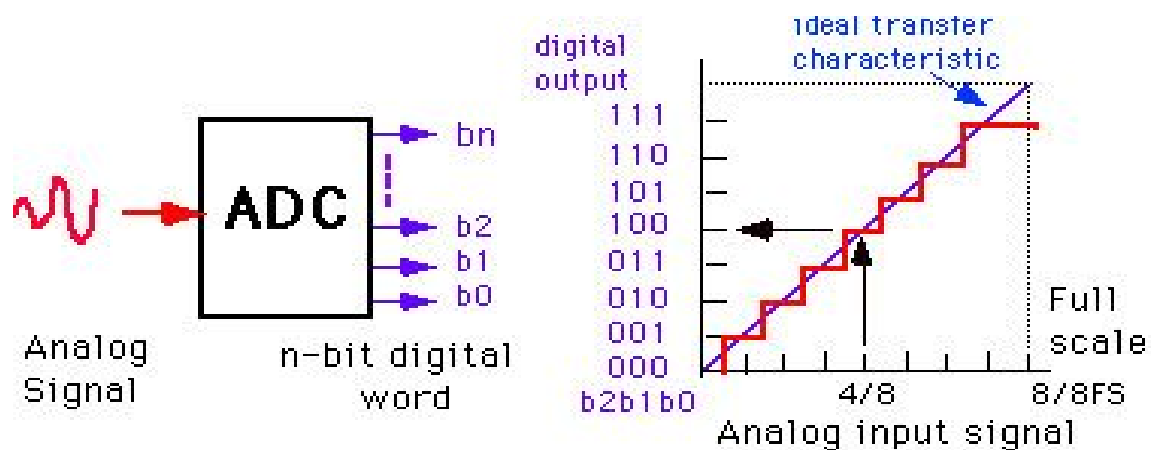 ADC
bn
b2
b1
b0
Analog
Signal
n-bit digital
word
digital
output
ideal transfer
characteristic
111
110
101
100
011
010
001
000
b2b1b0
4/8
8/8FS
Full
scale
Analog input signal